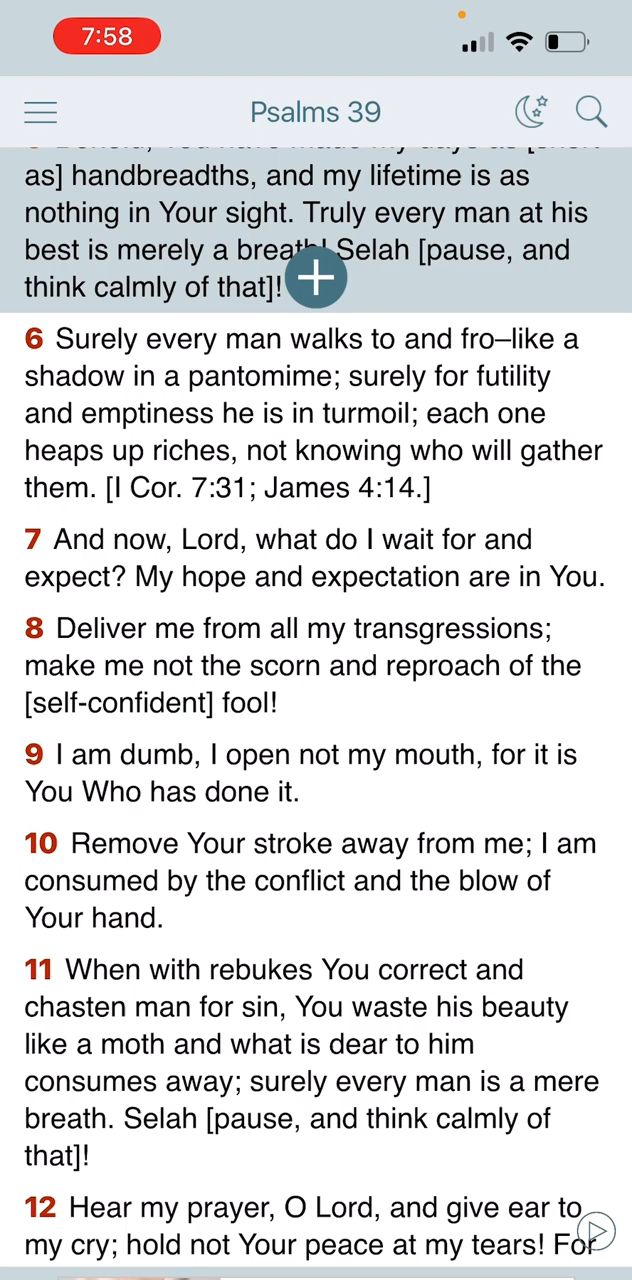 7:58
Psalms 39
as] handbreadths, and my lifetime is as
nothing in Your sight. Truly every man at his
best is merely a breath! Selah [pause, and
think calmly of that]!
6 Surely every man walks to and fro–like a
shadow in a pantomime; surely for futility
and emptiness he is in turmoil; each one
heaps up riches, not knowing who will gather
them. [I Cor. 7:31; James 4:14.]
7 And now, Lord, what do I wait for and
expect? My hope and expectation are in You.
8 Deliver me from all my transgressions;
make me not the scorn and reproach of the
[self-confident] fool!
9 I am dumb, I open not my mouth, for it is
You Who has done it.
10 Remove Your stroke away from me; I am
consumed by the conflict and the blow of
Your hand.
11 When with rebukes You correct and
chasten man for sin, You waste his beauty
like a moth and what is dear to him
consumes away; surely every man is a mere
breath. Selah [pause, and think calmly of
that]!
12 Hear my prayer, O Lord, and give ear to
my cry; hold not Your peace at my tears! For